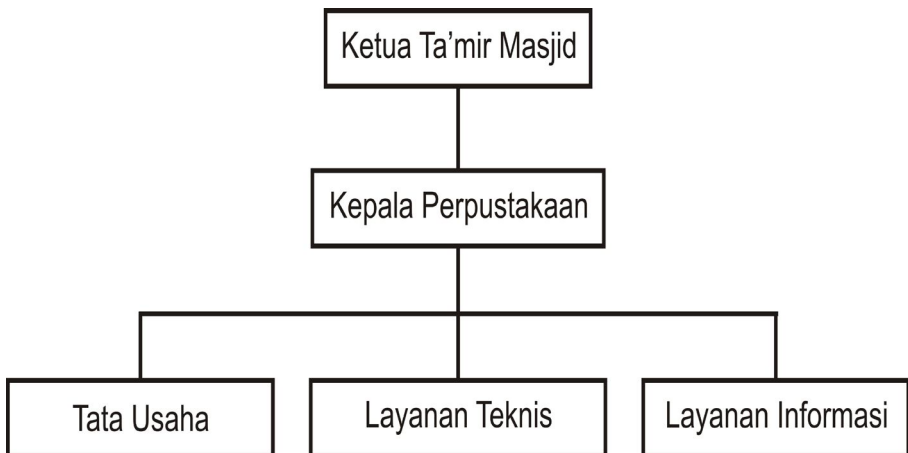 Ketua Ta’mir Masjid
Kepala Perpustakaan
Tata Usaha
Layanan Teknis
Layanan Informasi